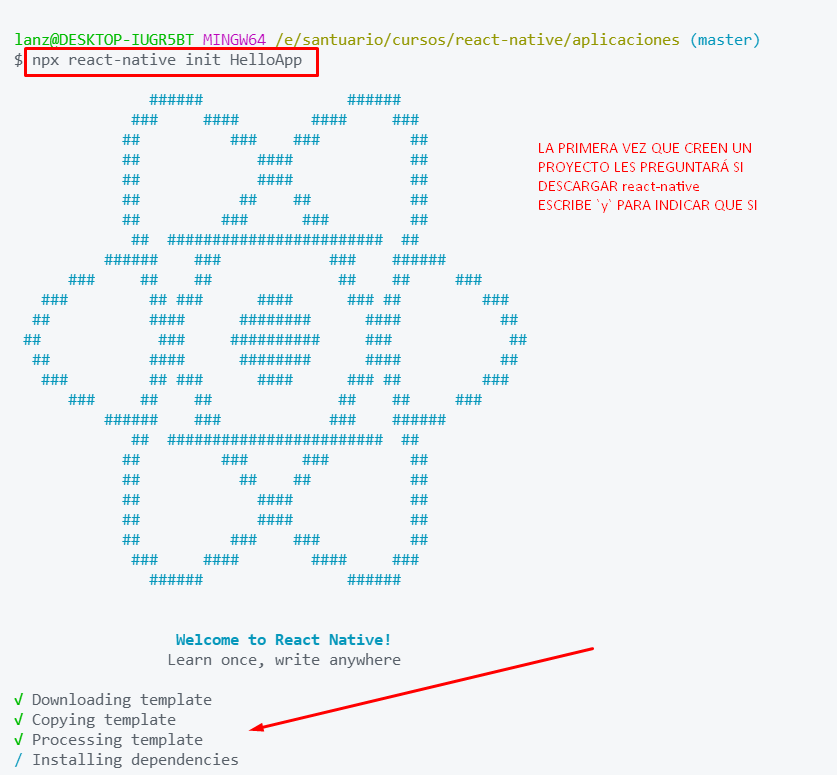 lanz@DESKTOP-IUGR5BT MINGW64 /e/santuario/cursos/react-native/aplicaciones (master)
$ npx react-native init HelloApp
               ######                ######
             ###     ####        ####     ###
            ##          ###    ###          ##
            ##             ####             ##
            ##             ####             ##
            ##           ##    ##           ##
            ##         ###      ###         ##
             ##  ########################  ##
          ######    ###            ###    ######
      ###     ##    ##              ##    ##     ###
   ###         ## ###      ####      ### ##         ###
  ##           ####      ########      ####           ##
 ##             ###     ##########     ###             ##
  ##           ####      ########      ####           ##
   ###         ## ###      ####      ### ##         ###
      ###     ##    ##              ##    ##     ###
          ######    ###            ###    ######
             ##  ########################  ##
            ##         ###      ###         ##
            ##           ##    ##           ##
            ##             ####             ##
            ##             ####             ##
            ##          ###    ###          ##
             ###     ####        ####     ###
               ######                ######
LA PRIMERA VEZ QUE CREEN UN
PROYECTO LES PREGUNTARÁ SI
DESCARGAR react-native
ESCRIBE `y` PARA INDICAR QUE SI
Welcome to React Native!
Learn once, write anywhere
√ Downloading template
√ Copying template
√ Processing template
/ Installing dependencies